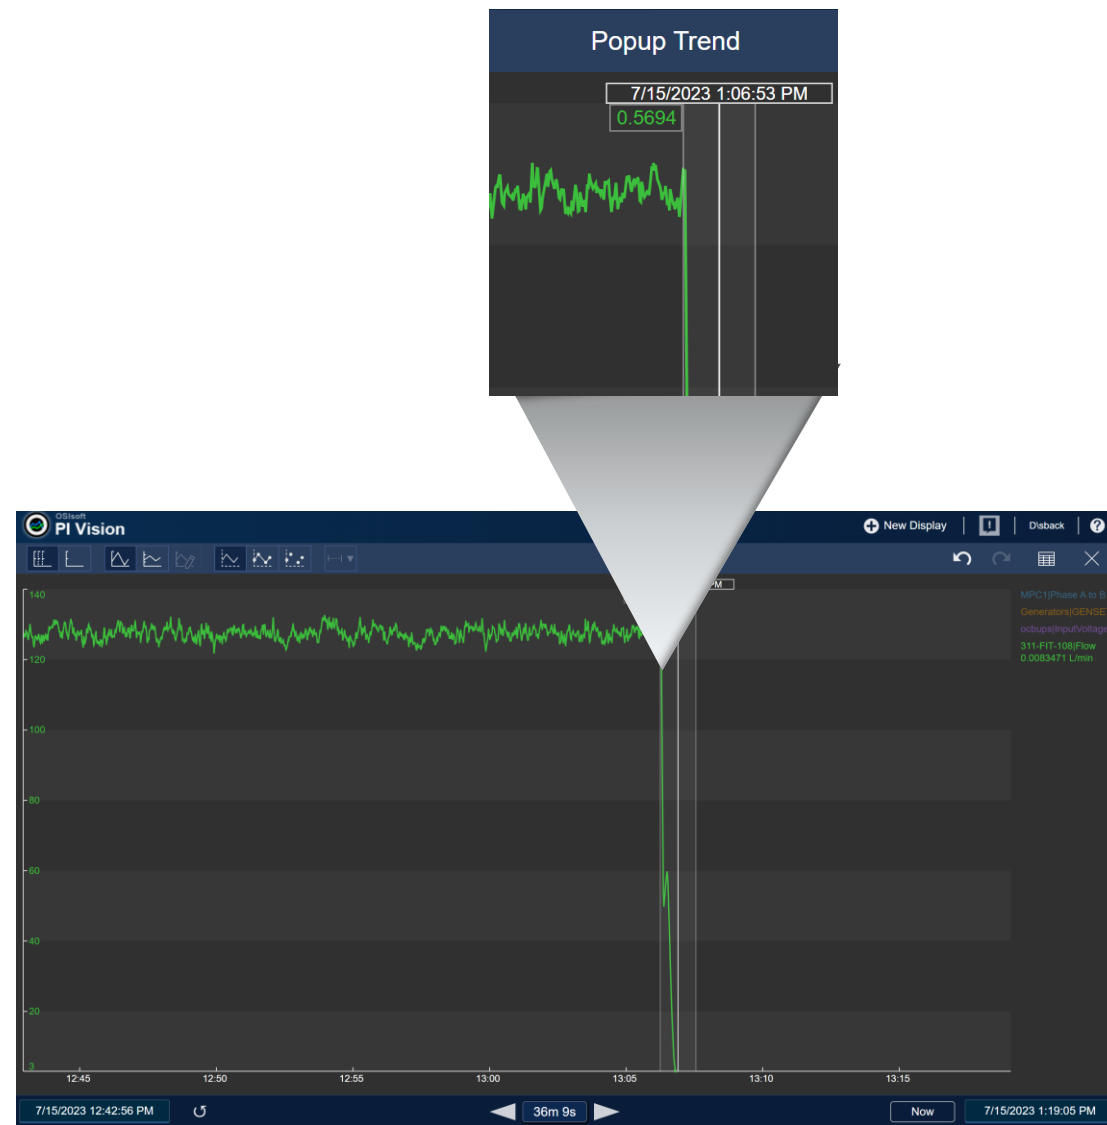 Popup Trend
7/15/2023 1:06:53 PM
0.5694
OSIsoft
PI Vision
New Display
D\sback
?
PM
140
120
100
80
60
40
20
3
MPC1|Phase A to B
Generators|GENSE
ocbups|InputVoltage
311-FIT-108|Flow
0.0083471 L/min
12:45 12:50 12:55 13:00 13:05 13:10 13:15
7/15/2023 12:42:56 PM
36m 9s
Now
7/15/2023 1:19:05 PM